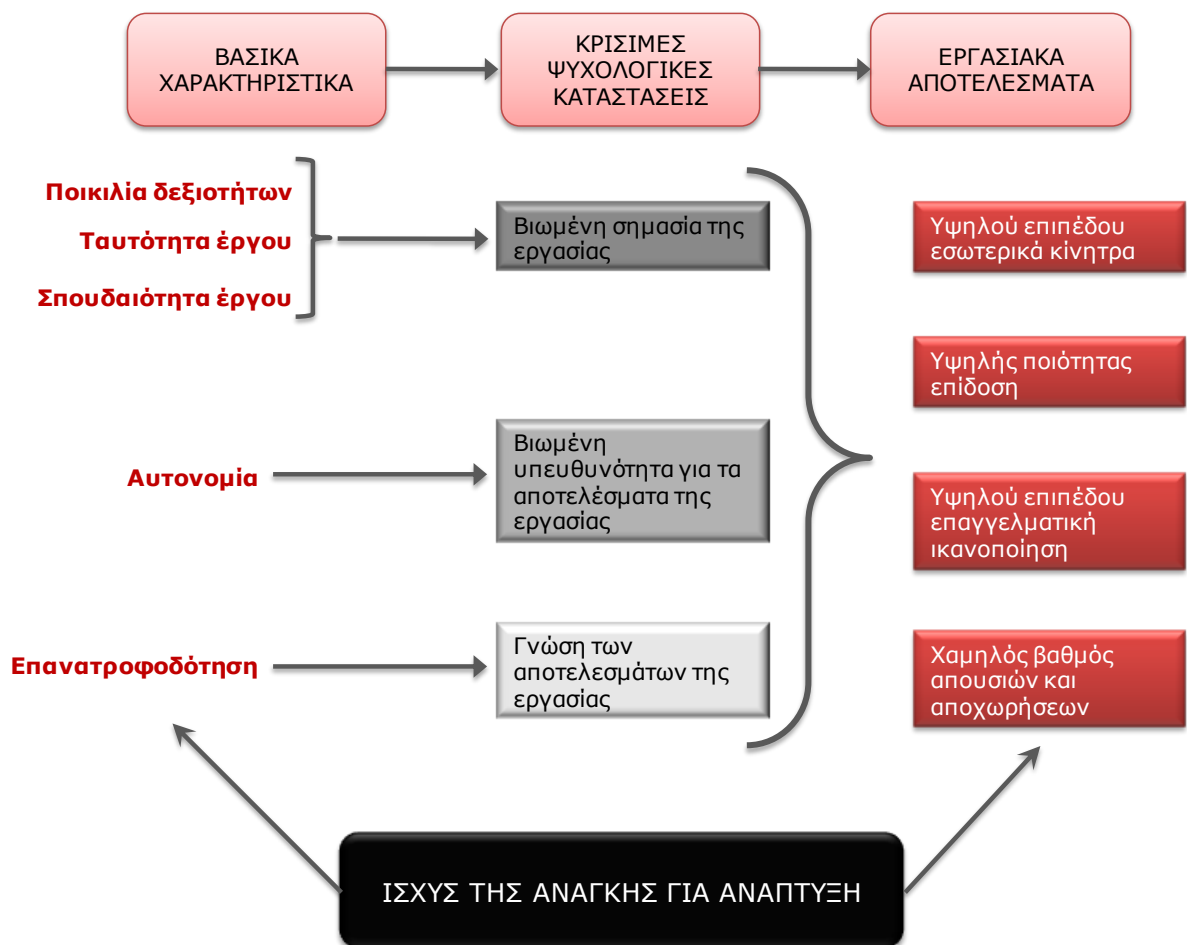 ΒΑΣΙΚΑ
ΧΑΡΑΚΤΗΡΙΣΤΙΚΑ
ΚΡΙΣΙΜΕΣ
ΨΥΧΟΛΟΓΙΚΕΣ
ΚΑΤΑΣΤΑΣΕΙΣ
ΕΡΓΑΣΙΑΚΑ
ΑΠΟΤΕΛΕΣΜΑΤΑ
Ποικιλία δεξιοτήτων
Ταυτότητα έργου
Σπουδαιότητα έργου
Βιωμένη σημασία της
εργασίας
Υψηλού επιπέδου
εσωτερικά κίνητρα
Υψηλής ποιότητας
επίδοση
Αυτονομία
Βιωμένη
υπευθυνότητα για τα
αποτελέσματα της
εργασίας
Υψηλού επιπέδου
επαγγελματική
ικανοποίηση
Επανατροφοδότηση
Γνώση των
αποτελεσμάτων της
εργασίας
Χαμηλός βαθμός
απουσιών και
αποχωρήσεων
ΙΣΧΥΣ ΤΗΣ ΑΝΑΓΚΗΣ ΓΙΑ ΑΝΑΠΤΥΞΗ